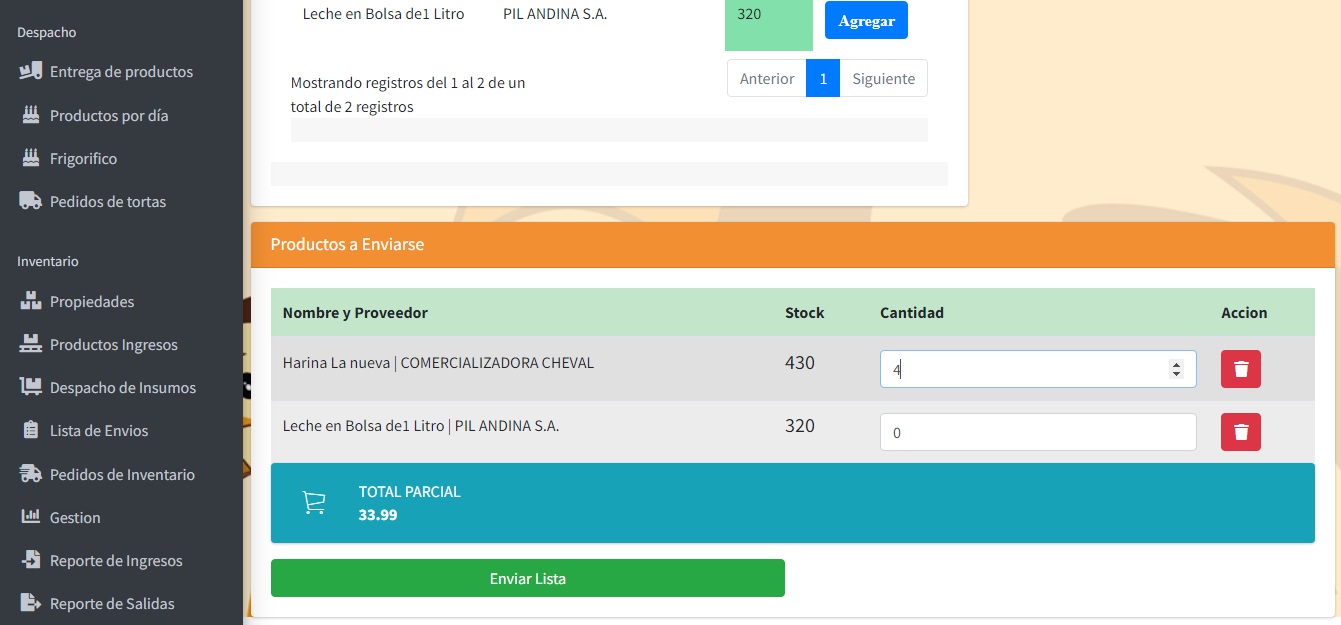 Despacho
Entrega de productos
Productos por día
Frigorifico
Pedidos de tortas
Inventario
Propiedades
Productos Ingresos
Despacho de Insumos
Lista de Envios
Pedidos de Inventario
Gestion
Reporte de Ingresos
Reporte de Salidas
Leche en Bolsa de1 Litro PIL ANDINA S.A. 320 Agregar
Mostrando registros del 1 al 2 de un
total de 2 registros
Anterior 1 Siguiente
Productos a Enviarse
Nombre y Proveedor Stock Cantidad Accion
Harina La nueva | COMERCIALIZADORA CHEVAL 430 4
Leche en Bolsa de1 Litro | PIL ANDINA S.A. 320 0
TOTAL PARCIAL
33.99
Enviar Lista